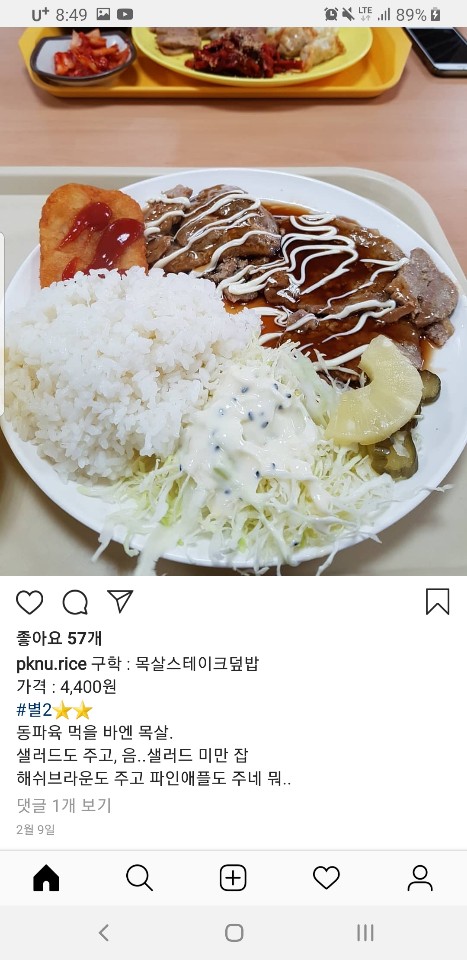 U+ 8:49 LTE 89%
좋아요 57개
pknu.rice 구학 : 목살스테이크덮밥
가격 : 4,400원
#별2⭐⭐
동파육 먹을 바엔 목살.
샐러드도 주고, 음..샐러드 미만 잡
해쉬브라운도 주고 파인애플도 주네 뭐..
댓글 1개 보기
2월 9일